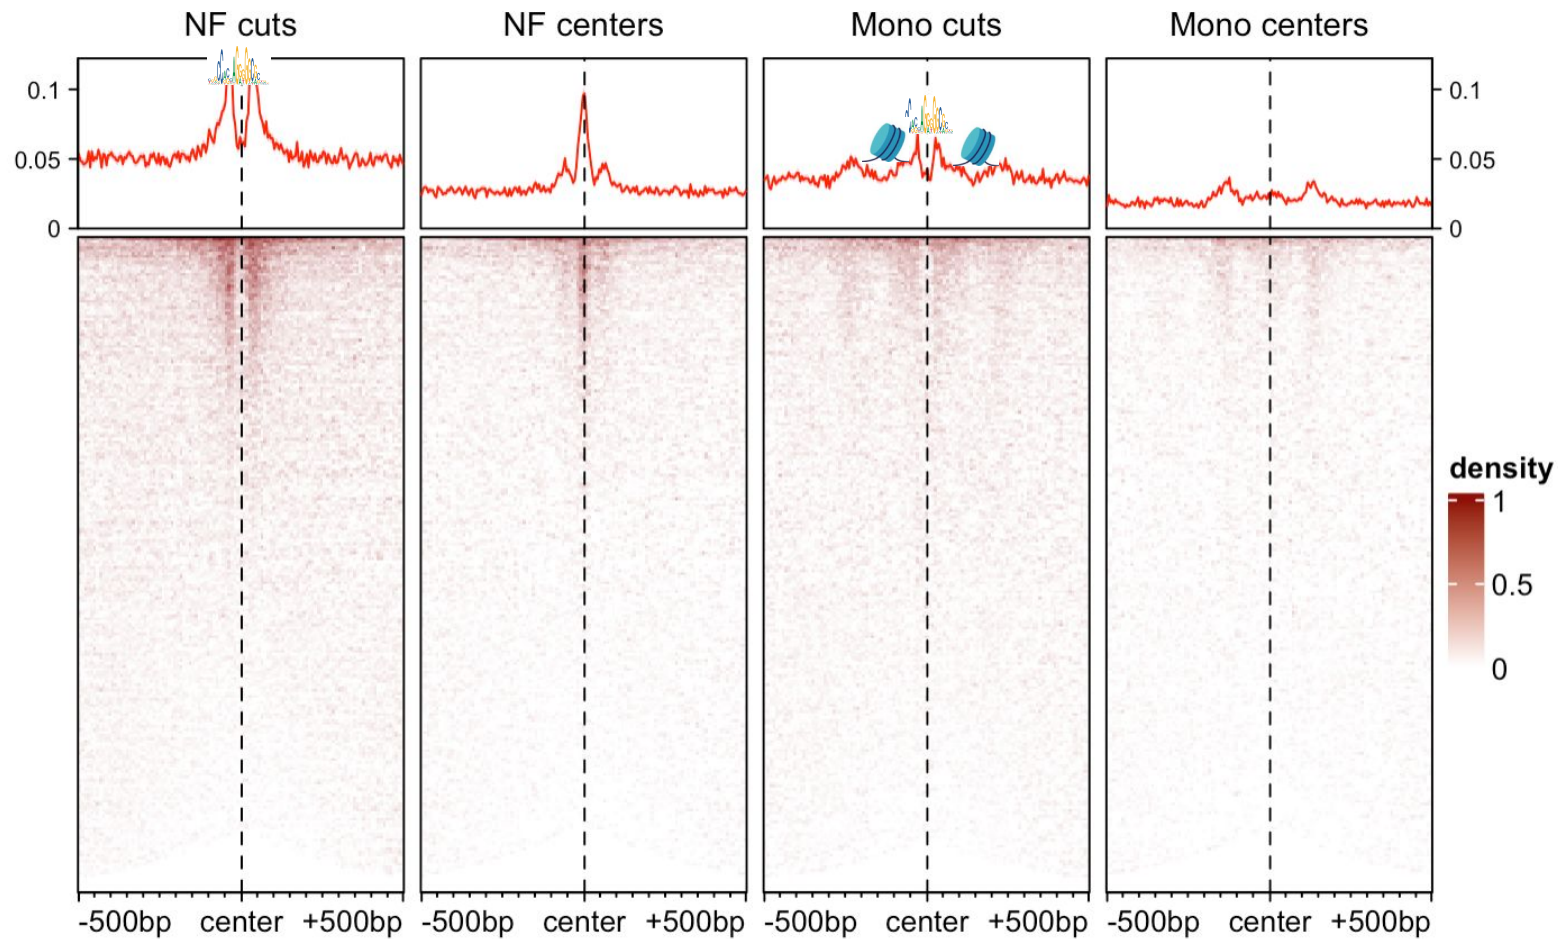 NF cuts
NF centers
Mono cuts
Mono centers
0.1
0.05
0
0.1
0.05
0
density
1
0.5
0
-500bp center +500bp
-500bp center +500bp
-500bp center +500bp
-500bp center +500bp